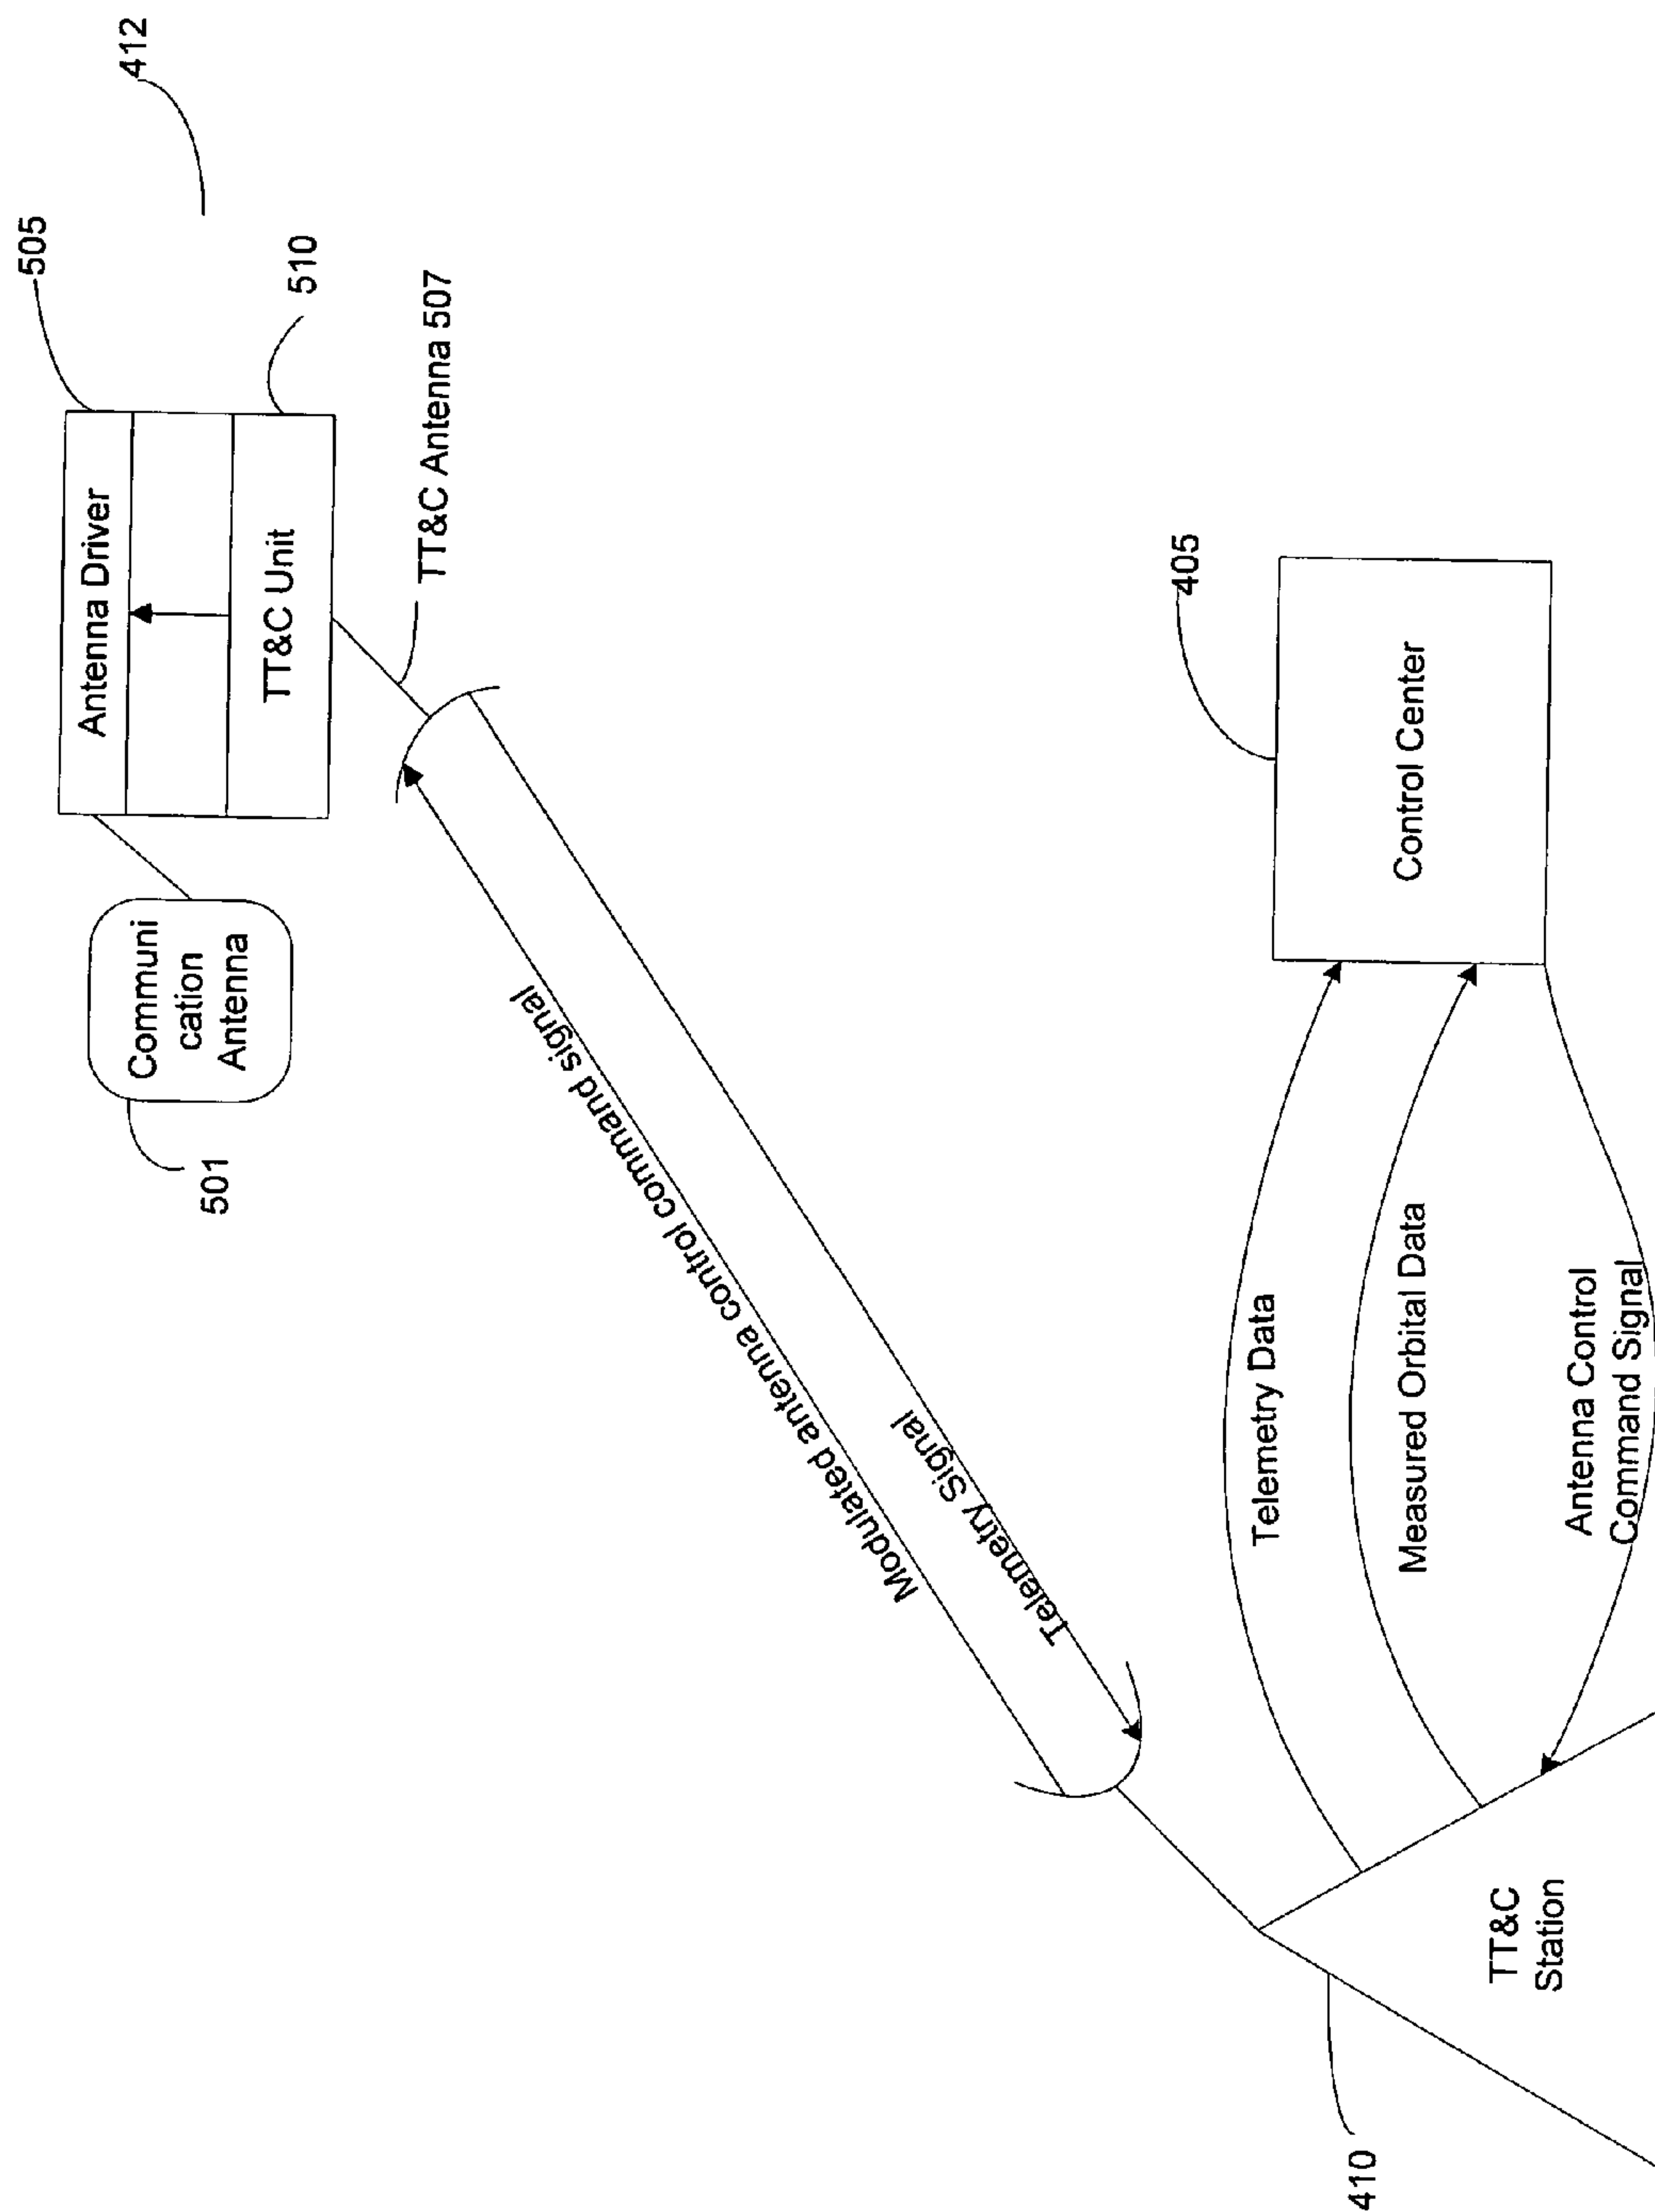 412
505
Antenna Driver
510
TT&C Unit
TT&C Antenna 507
Communi
cation
Antenna
501
Modulated antenna control command signal
Telemetry Signal
405
Control Center
Telemetry Data
Measured Orbital Data
Antenna Control
Command Signal
TT&C
Station
410